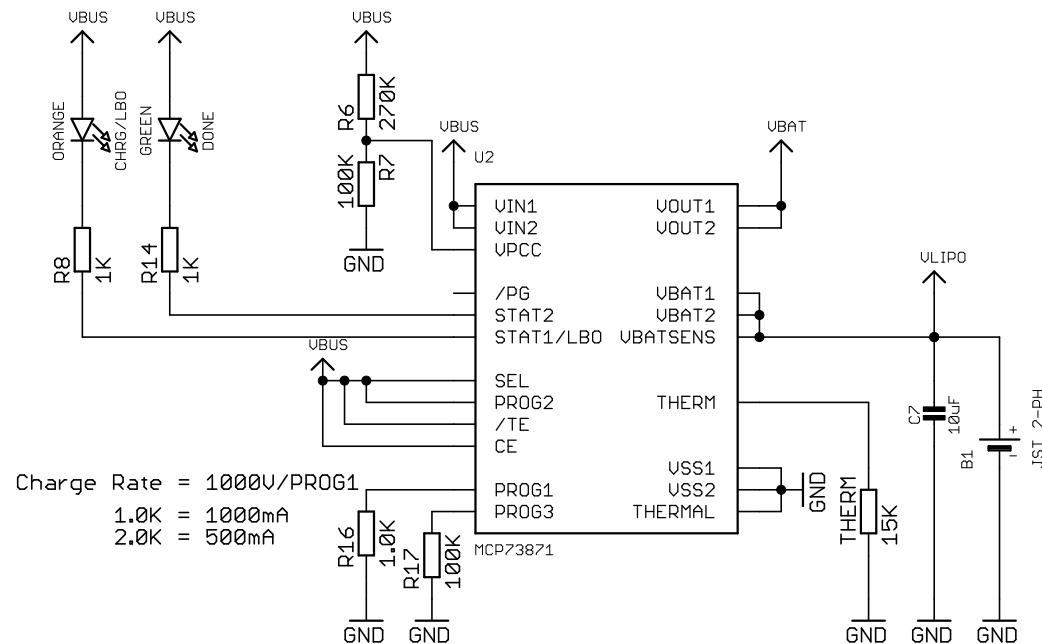 VBUS
VBUS
VBUS
ORANGE
CHRG/LBO
GREEN
DONE
R6
270K
VBUS
VBAT
U2
100K
R7
VIN1
VIN2
VPCC
VOUT1
VOUT2
GND
R8
1K
R14
1K
VLIPO
/PG
STAT2
STAT1/LBO
VBAT1
VBAT2
VBATSENS
VBUS
SEL
PROG2
/TE
CE
THERM
C7
10uF
B1
+
-
JST 2-PH
VSS1
VSS2
THERMAL
GND
THERM
15K
Charge Rate = 1000V/PROG1
1.0K = 1000mA
2.0K = 500mA
PROG1
PROG3
R16
1.0K
R17
100K
MCP73871
GND
GND
GND
GND
GND